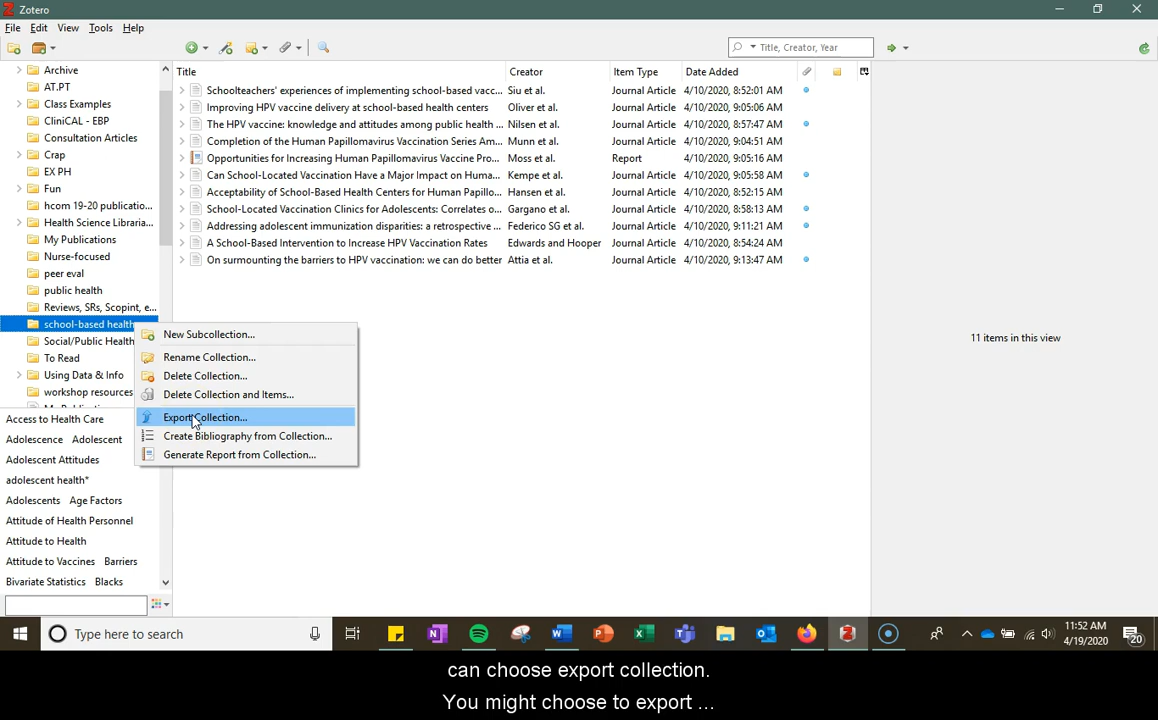 Zotero
File Edit View Tools Help
Title, Creator, Year
Archive
AT.PT
Class Examples
CliniCAL - EBP
Consultation Articles
Crap
EX PH
Fun
hcom 19-20 publicatio...
Health Science Libraria...
My Publications
Nurse-focused
peer eval
public health
Reviews, SRs, Scopint, e...
school-based health
Social/Public Health
To Read
Using Data & Info
workshop resources
Title Creator Item Type Date Added
Schoolteachers' experiences of implementing school-based vacc... Siu et al. Journal Article 4/10/2020, 8:52:01 AM
Improving HPV vaccine delivery at school-based health centers Oliver et al. Journal Article 4/10/2020, 9:05:06 AM
The HPV vaccine: knowledge and attitudes among public health ... Nilsen et al. Journal Article 4/10/2020, 8:57:47 AM
Completion of the Human Papillomavirus Vaccination Series Am... Munn et al. Journal Article 4/10/2020, 9:04:51 AM
Opportunities for Increasing Human Papillomavirus Vaccine Pro... Moss et al. Report 4/10/2020, 9:05:16 AM
Can School-Located Vaccination Have a Major Impact on Huma... Kempe et al. Journal Article 4/10/2020, 9:05:58 AM
Acceptability of School-Based Health Centers for Human Papillo... Hansen et al. Journal Article 4/10/2020, 8:52:15 AM
School-Located Vaccination Clinics for Adolescents: Correlates o... Gargano et al. Journal Article 4/10/2020, 8:58:13 AM
Addressing adolescent immunization disparities: a retrospective ... Federico SG et al. Journal Article 4/10/2020, 9:11:21 AM
A School-Based Intervention to Increase HPV Vaccination Rates Edwards and Hooper Journal Article 4/10/2020, 8:54:24 AM
On surmounting the barriers to HPV vaccination: we can do better Attia et al. Journal Article 4/10/2020, 9:13:47 AM
11 items in this view
New Subcollection...
Rename Collection...
Delete Collection...
Delete Collection and Items...
Export Collection...
Create Bibliography from Collection...
Generate Report from Collection...
Access to Health Care
Adolescence Adolescent
Adolescent Attitudes
adolescent health*
Adolescents Age Factors
Attitude of Health Personnel
Attitude to Health
Attitude to Vaccines Barriers
Bivariate Statistics Blacks
Type here to search
11:52 AM
4/19/2020
20
can choose export collection.
You might choose to export ...